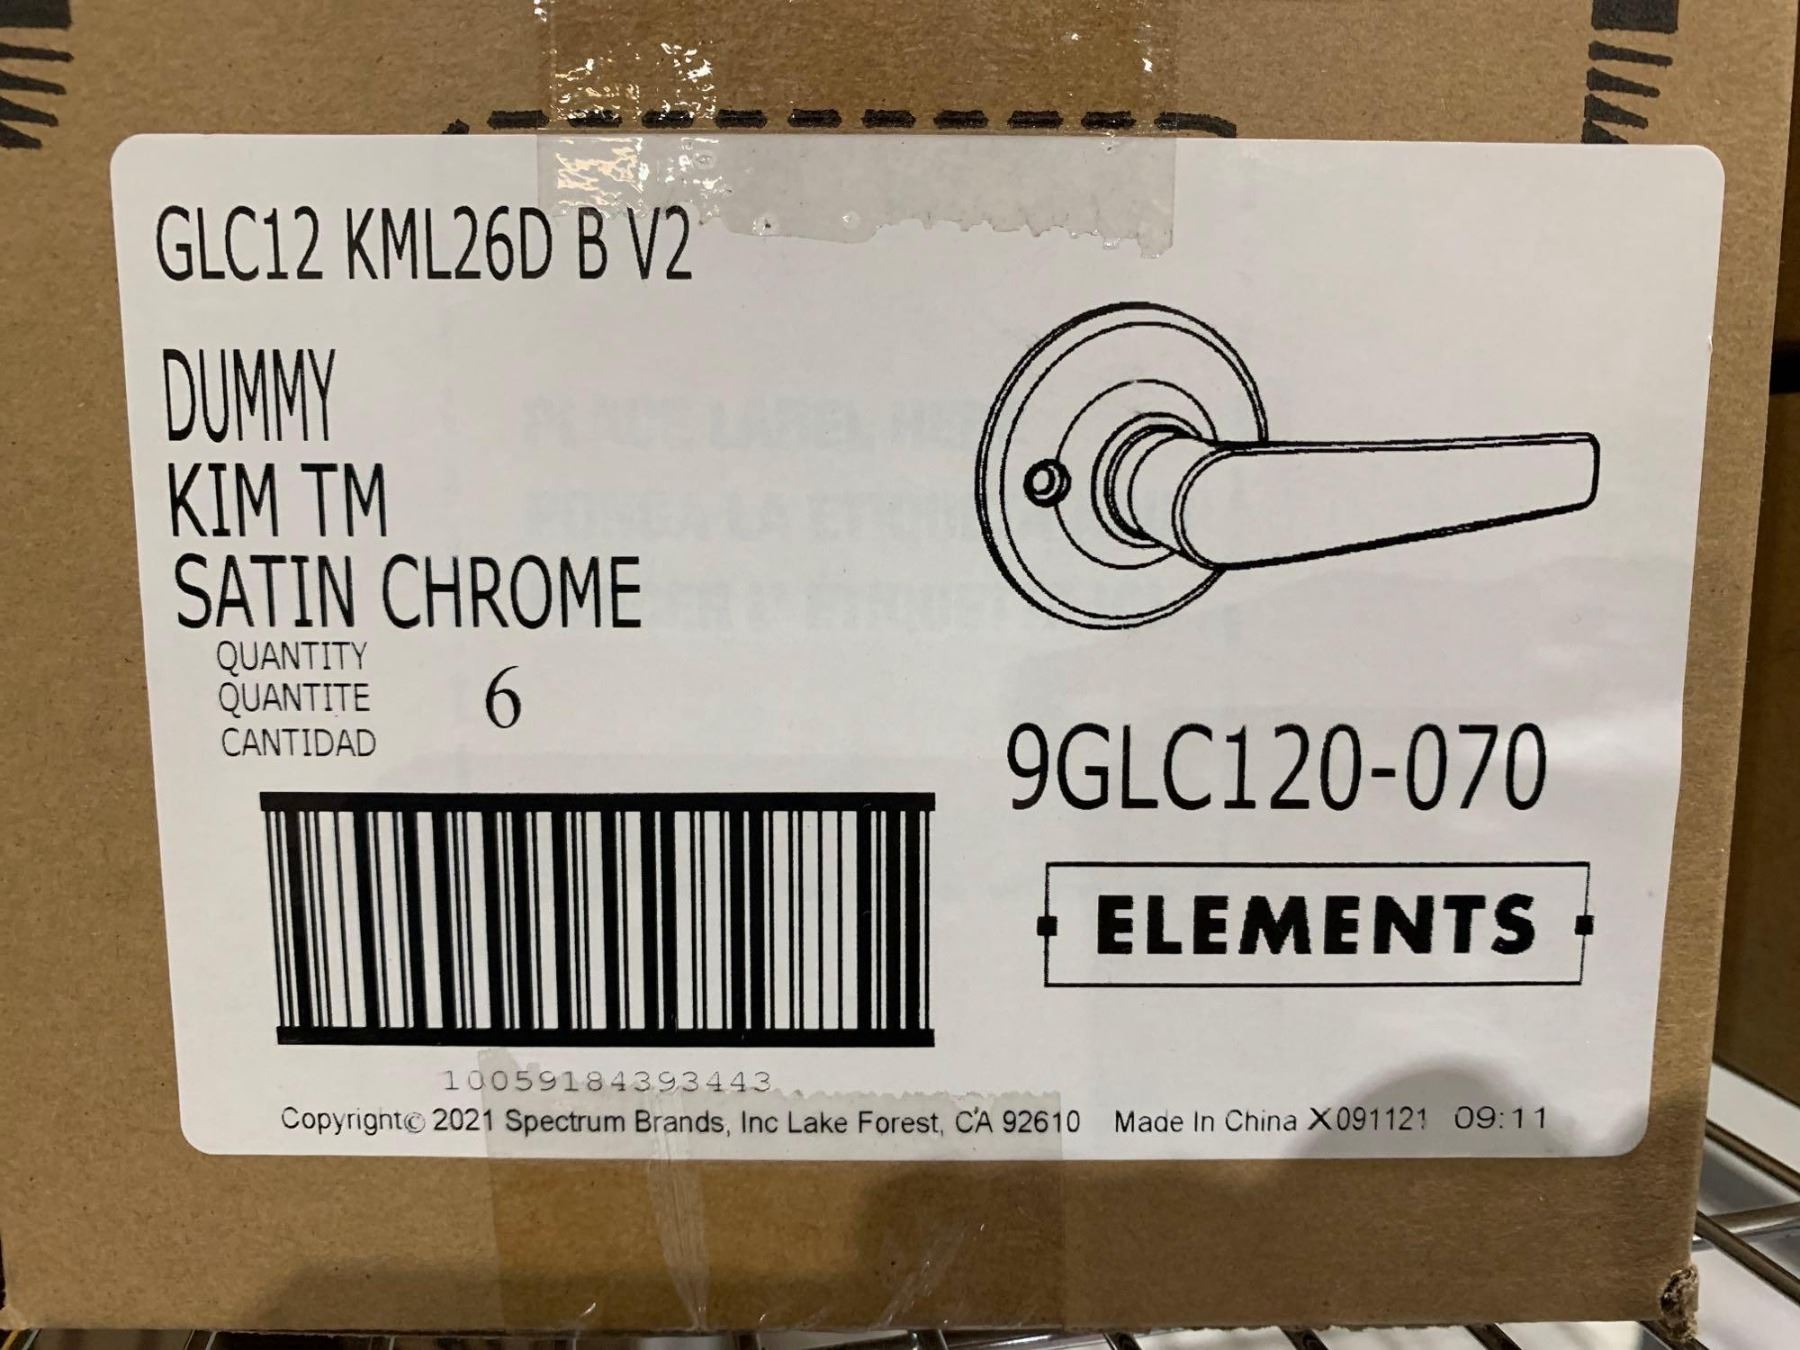 GLC12 KML26D B V2
DUMMY
KIM TM
SATIN CHROME
QUANTITY
QUANTITE
CANTIDAD
6
9GLC120-070
ELEMENTS
10059184393443
Copyright© 2021 Spectrum Brands, Inc Lake Forest, CA 92610 Made In China X091121 09:11